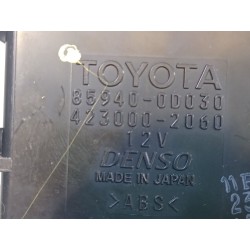 TOYOTA
85940-0D030
423000-2060
12V
DENSO
MADE IN JAPAN
>ABS<